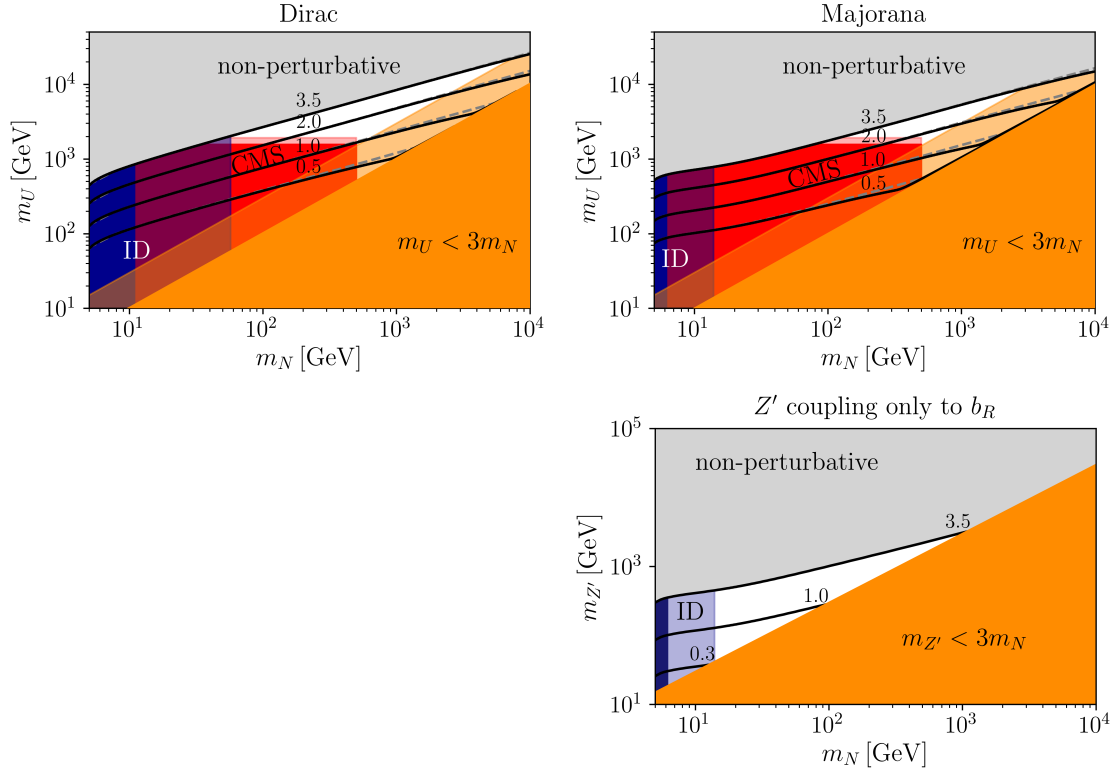 Dirac
non-perturbative
3.5
2.0
1.0
0.5
CMS
ID
m_U < 3m_N
10^4
10^3
10^2
10^1
m_U [GeV]
10^1 10^2 10^3 10^4
m_N [GeV]
Majorana
non-perturbative
3.5
2.0
1.0
0.5
CMS
ID
m_U < 3m_N
10^4
10^3
10^2
10^1
m_U [GeV]
10^1 10^2 10^3 10^4
m_N [GeV]
Z′ coupling only to b_R
non-perturbative
3.5
1.0
0.3
ID
m_{Z′} < 3m_N
10^5
10^3
10^1
m_{Z′} [GeV]
10^1 10^2 10^3 10^4
m_N [GeV]